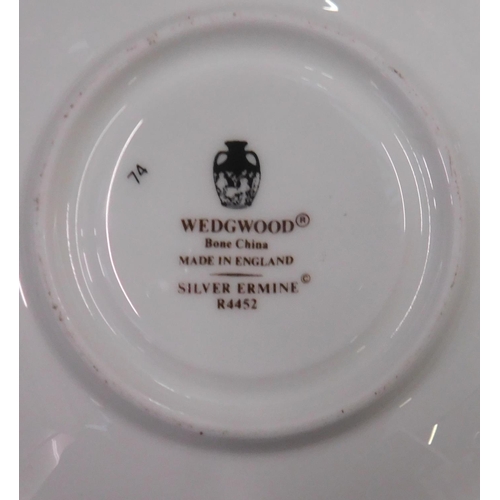 74
WEDGWOOD®
Bone China
MADE IN ENGLAND
SILVER ERMINE©
R4452